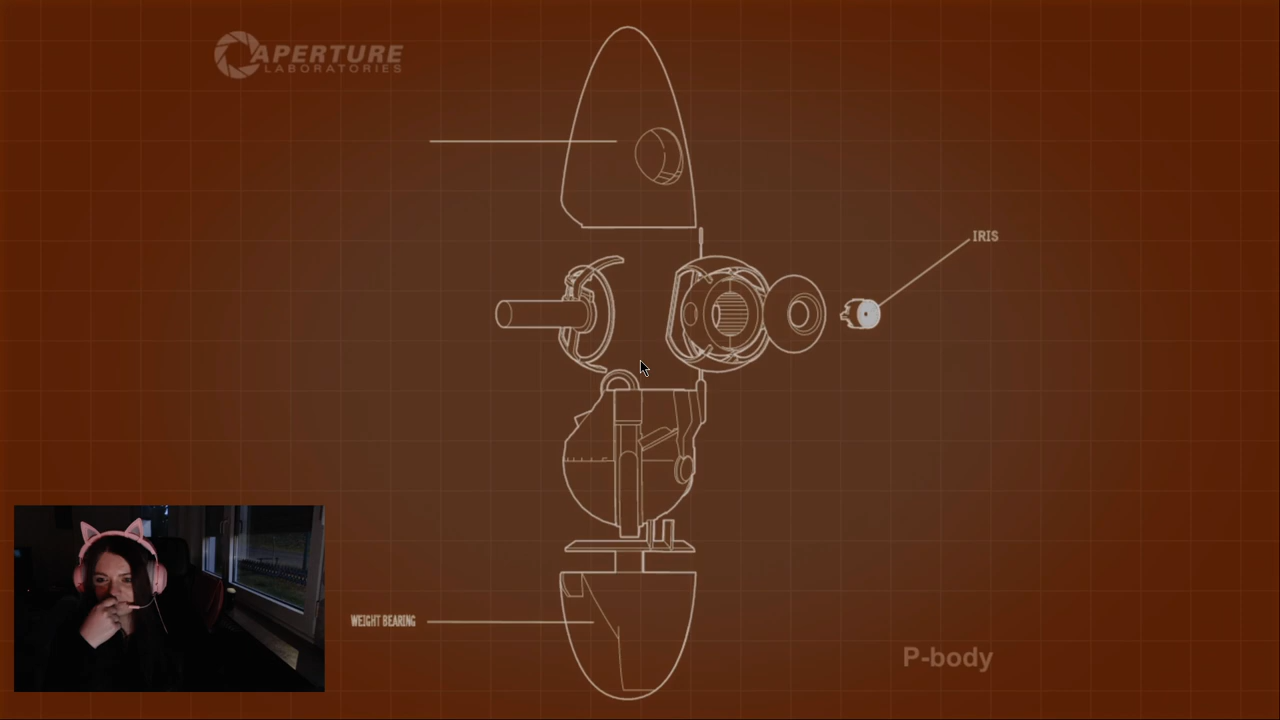 APERTURE
LABORATORIES
IRIS
WEIGHT BEARING
P-body